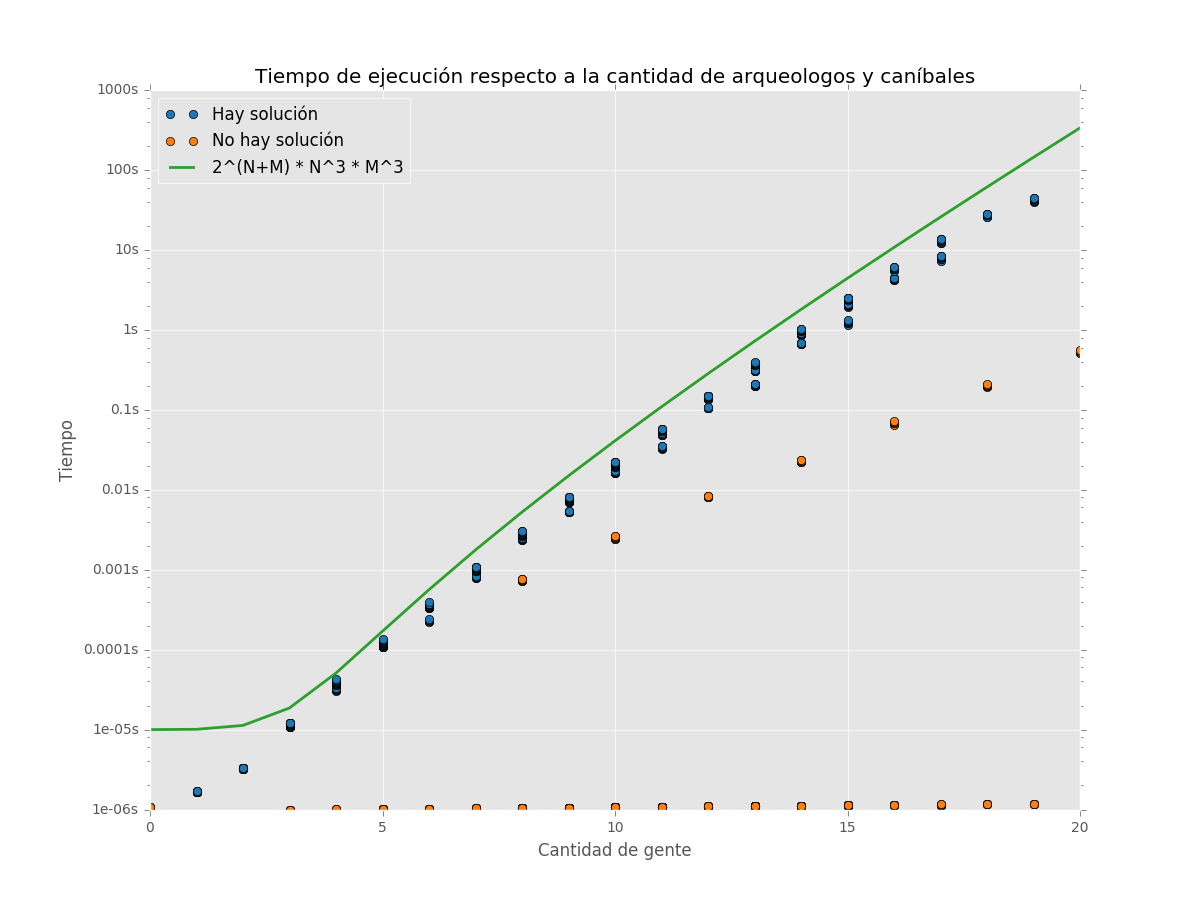 Tiempo de ejecución respecto a la cantidad de arqueologos y caníbales
Hay solución
No hay solución
2^(N+M) * N^3 * M^3
1000s
100s
10s
1s
0.1s
0.01s
0.001s
0.0001s
1e-05s
1e-06s
Tiempo
0 5 10 15 20
Cantidad de gente